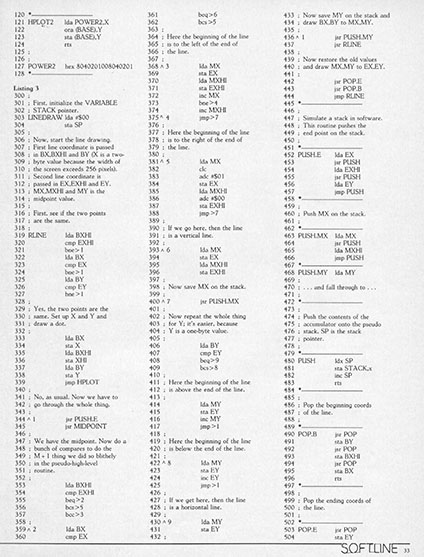 120 *
121 HPLOT2 lda POWER2,X
122 ora (BASE),Y
123 sta (BASE),Y
124 rts
125 ;
126 ;
127 POWER2 hex 8040201008040201
128 *
Listing 3
300 ;
301 ; First, initialize the VARIABLE
302 ; STACK pointer.
303 LINEDRAW lda #$00
304 sta SP
305 ;
306 ; Now, start the line drawing.
307 ; First line coordinate is passed
308 ; in BX,BXHI and BY (X is a two-
309 ; byte value because the width of
310 ; the screen exceeds 256 pixels).
311 ; Second line coordinate is
312 ; passed in EX,EXHI and EY.
313 ; MX,MXHI and MY is the
314 ; midpoint value.
315 ;
316 ; First, see if the two points
317 ; are the same.
318 ;
319 RLINE lda BXHI
320 cmp EXHI
321 bne>1
322 lda BX
323 cmp EX
324 bne>1
325 lda BY
326 cmp EY
327 bne>1
328 ;
329 ; Yes, the two points are the
330 ; same. Set up X and Y and
331 ; draw a dot.
332 ;
333 lda BX
334 sta X
335 lda BXHI
336 sta XHI
337 lda BY
338 sta Y
339 jmp HPLOT
340 ;
341 ; No, as usual. Now we have to
342 ; go through the whole thing.
343 ;
344 ^1 jsr PUSH.E
345 jsr MIDPOINT
346 ;
347 ; We have the midpoint. Now do a
348 ; bunch of compares to do the
349 ; M+1 thing we did so blithely
350 ; in the pseudo-high-level
351 ; routine.
352 ;
353 lda BXHI
354 cmp EXHI
355 beq>2
356 bcs>5
357 bcc>3
358 ;
359 ^2 lda BX
360 cmp EX
361 beq>6
362 bcs>5
363 ;
364 ; Here the beginning of the line
365 ; is to the left of the end of
366 ; the line.
367 ;
368 ^3 lda MX
369 sta EX
370 lda MXHI
371 sta EXHI
372 inc MX
373 bne>4
374 inc MXHI
375 ^4 jmp>7
376 ;
377 ; Here the beginning of the line
378 ; is to the right of the end of
379 ; the line.
380 ;
381 ^5 lda MX
382 clc
383 adc #$01
384 sta EX
385 lda MXHI
386 adc #$00
387 sta EXHI
388 jmp>7
389 ;
390 ; If we go here, then the line
391 ; is a vertical line.
392 ;
393 ^6 lda MX
394 sta EX
395 lda MXHI
396 sta EXHI
397 ;
398 ; Now save MX on the stack.
399 ;
400 ^7 jsr PUSH.MX
401 ;
402 ; Now repeat the whole thing
403 ; for Y; it's easier, because
404 ; Y is a one-byte value.
405 ;
406 lda BY
407 cmp EY
408 beq>9
409 bcs>8
410 ;
411 ; Here the beginning of the line
412 ; is above the end of the line.
413 ;
414 lda MY
415 sta EY
416 inc MY
417 jmp>1
418 ;
419 ; Here the beginning of the line
420 ; is below the end of the line.
421 ;
422 ^8 lda MY
423 sta EY
424 inc EY
425 jmp>1
426 ;
427 ; If we get here, then the line
428 ; is a horizontal line.
429 ;
430 ^9 lda MY
431 sta EY
432 ;
433 ; Now save MY on the stack and
434 ; draw BX,BY to MX,MY.
435 ;
436 ^1 jsr PUSH.MY
437 jsr RLINE
438 ;
439 ; Now restore the old values
440 ; and draw MX,MY to EX,EY.
441 ;
442 jsr POP.E
443 jsr POP.B
444 jmp RLINE
445 *
446 ;
447 ; Simulate a stack in software.
448 ; This routine pushes the
449 ; end point on the stack.
450 ;
451 *
452 PUSH.E lda EX
453 jsr PUSH
454 lda EXHI
455 jsr PUSH
456 lda EY
457 jmp PUSH
458 *
459 ;
460 ; Push MX on the stack.
461 ;
462 *
463 PUSH.MX lda MX
464 jsr PUSH
465 lda MXHI
466 jmp PUSH
467 *
468 PUSH.MY lda MY
469 ;
470 ; . . . and fall through to . . .
471 ;
472 *
473 ;
474 ; Push the contents of the
475 ; accumulator onto the pseudo
476 ; stack. SP is the stack
477 ; pointer.
478 ;
479 *
480 PUSH ldx SP
481 sta STACK,x
482 inc SP
483 rts
484 *
485 ;
486 ; Pop the beginning coords
487 ; of the line.
488 ;
489 *
490 POP.B jsr POP
491 sta BY
492 jsr POP
493 sta BXHI
494 jsr POP
495 sta BX
496 rts
497 *
498 ;
499 ; Pop the ending coords of
500 ; the line.
501 ;
502 *
503 POP.E jsr POP
504 sta EY
SOFTLINE 33